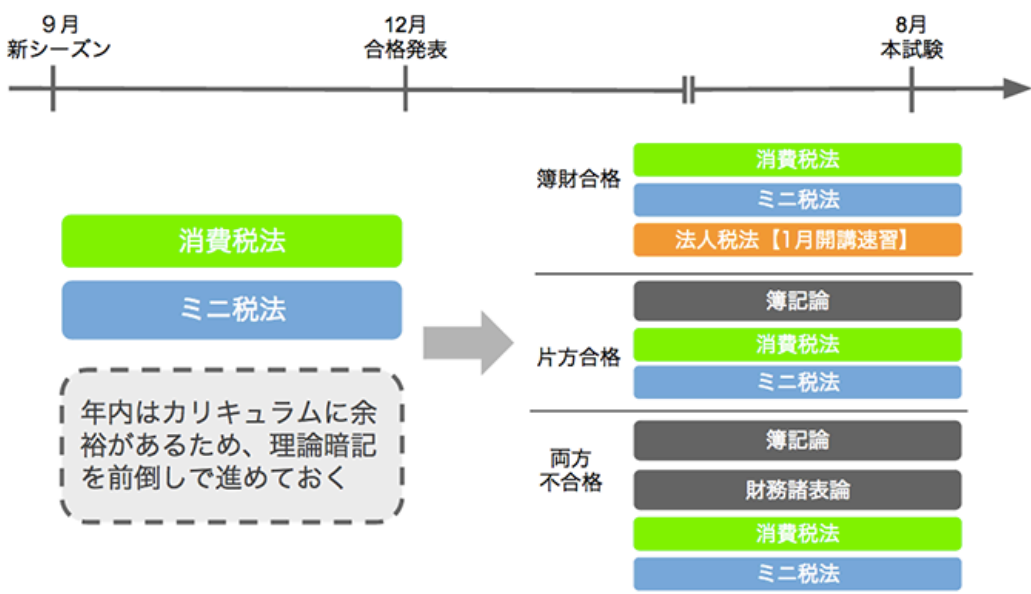 ９月
新シーズン
12月
合格発表
8月
本試験
消費税法
ミニ税法
年内はカリキュラムに余
裕があるため、理論暗記
を前倒しで進めておく
簿財合格
消費税法
ミニ税法
法人税法【1月開講速習】
片方合格
簿記論
消費税法
ミニ税法
両方
不合格
簿記論
財務諸表論
消費税法
ミニ税法